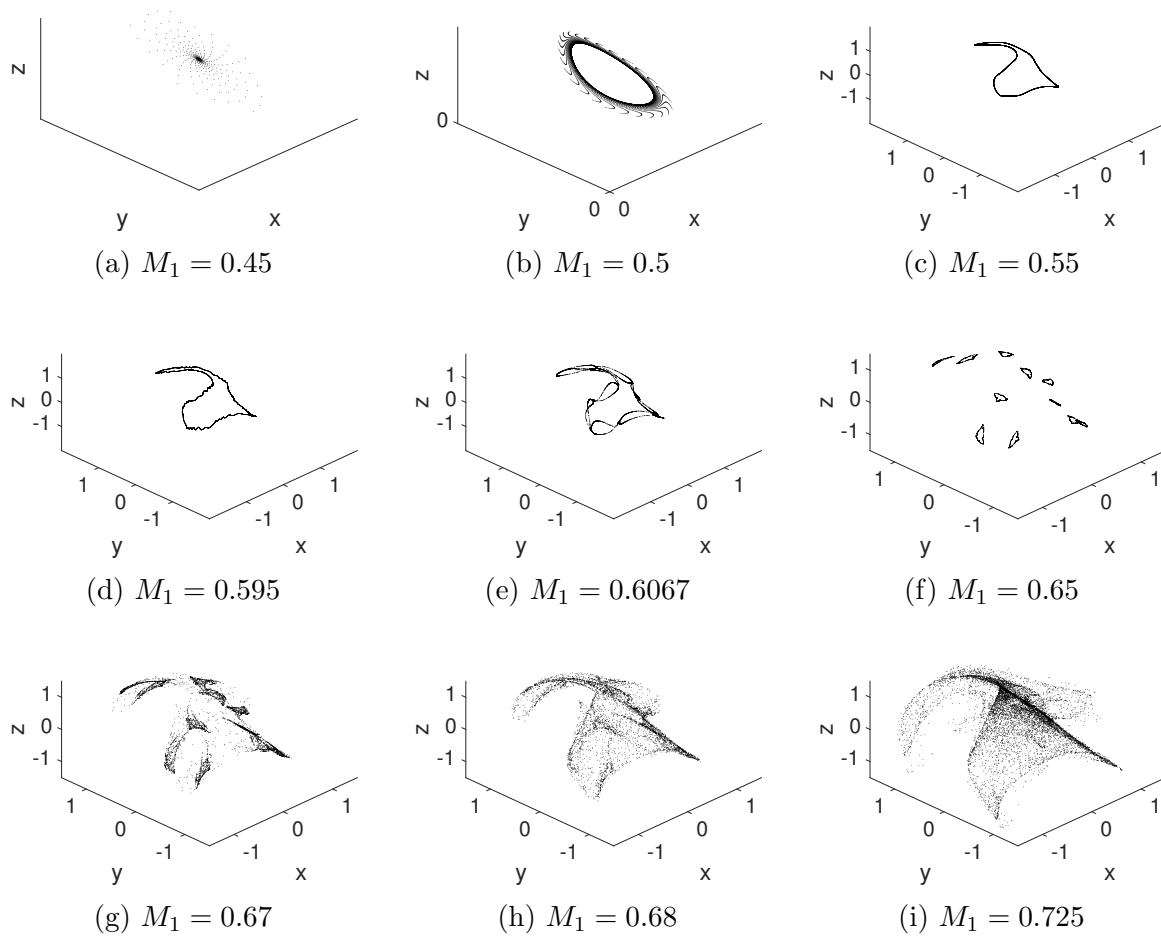 z
y
x
(a) M₁ = 0.45
z
0
y
0 0
x
(b) M₁ = 0.5
z
1
0
-1
1
0
-1
y
-1
0
1
x
(c) M₁ = 0.55
z
1
0
-1
1
0
-1
y
-1
0
1
x
(d) M₁ = 0.595
z
1
0
-1
1
0
-1
y
-1
0
1
x
(e) M₁ = 0.6067
z
1
0
-1
1
0
-1
y
-1
0
1
x
(f) M₁ = 0.65
z
1
0
-1
1
0
-1
y
-1
0
1
x
(g) M₁ = 0.67
z
1
0
-1
1
0
-1
y
-1
0
1
x
(h) M₁ = 0.68
z
1
0
-1
1
0
-1
y
-1
0
1
x
(i) M₁ = 0.725